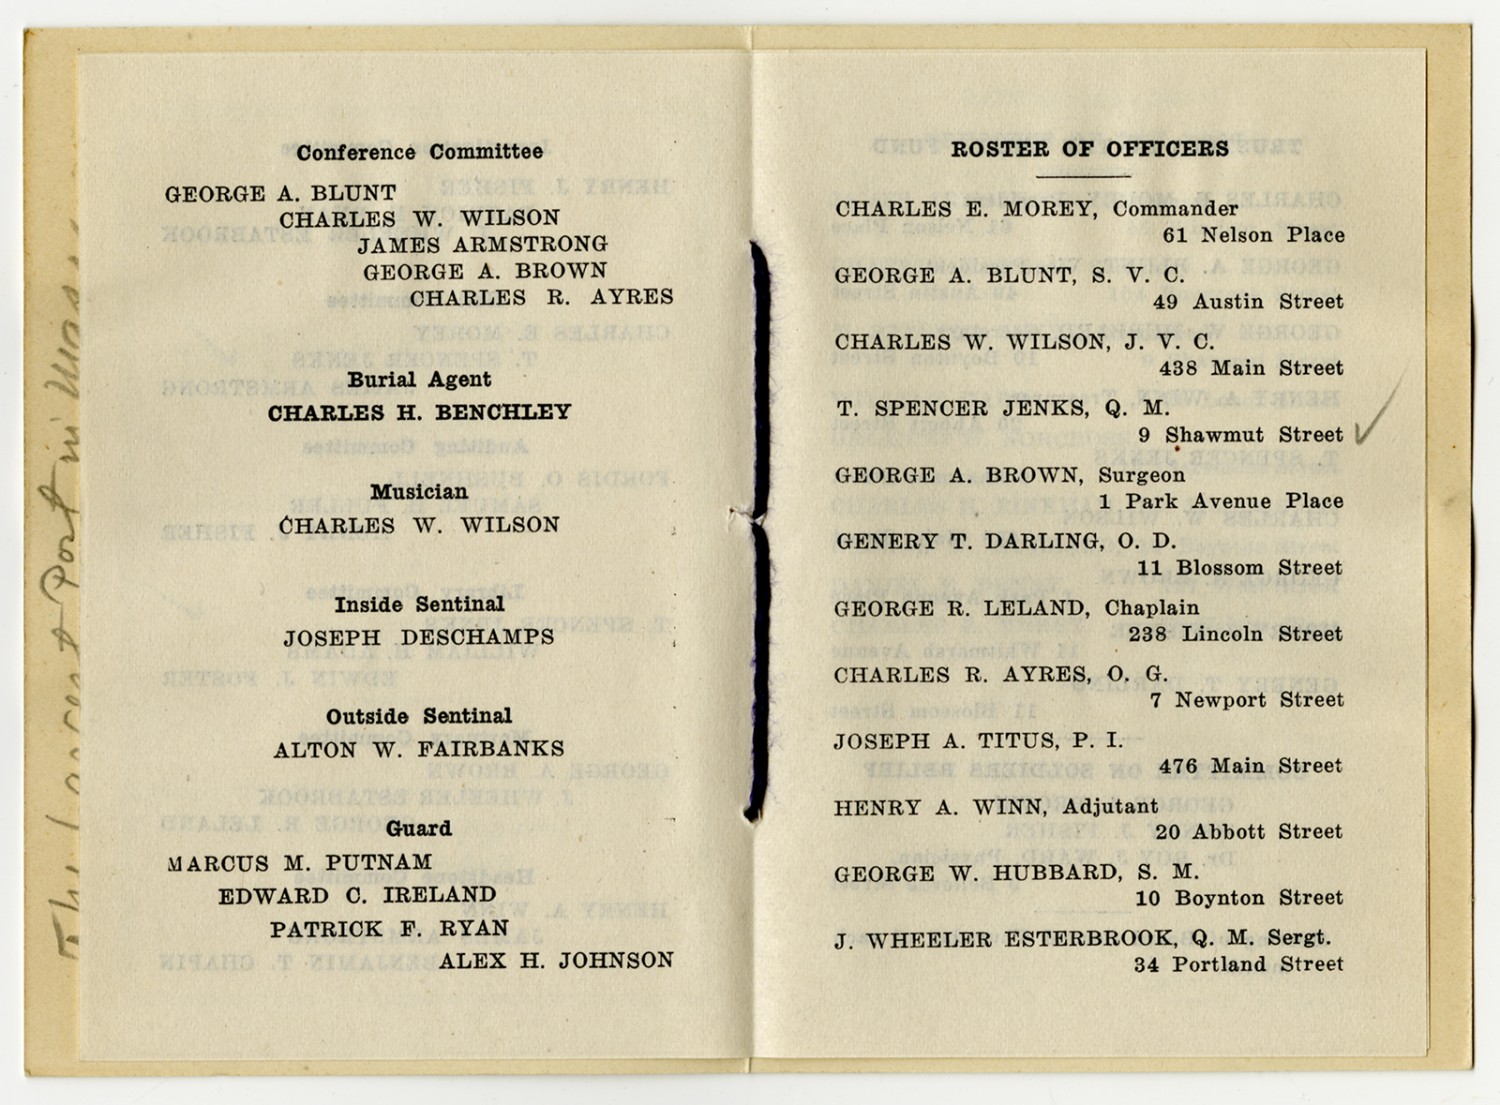 Conference Committee
GEORGE A. BLUNT
CHARLES W. WILSON
JAMES ARMSTRONG
GEORGE A. BROWN
CHARLES R. AYRES
Burial Agent
CHARLES H. BENCHLEY
Musician
CHARLES W. WILSON
Inside Sentinal
JOSEPH DESCHAMPS
Outside Sentinal
ALTON W. FAIRBANKS
Guard
MARCUS M. PUTNAM
EDWARD C. IRELAND
PATRICK F. RYAN
ALEX H. JOHNSON
Post in Mass.
ROSTER OF OFFICERS
CHARLES E. MOREY, Commander
61 Nelson Place
GEORGE A. BLUNT, S. V. C.
49 Austin Street
CHARLES W. WILSON, J. V. C.
438 Main Street
T. SPENCER JENKS, Q. M.
9 Shawmut Street
GEORGE A. BROWN, Surgeon
1 Park Avenue Place
GENERY T. DARLING, O. D.
11 Blossom Street
GEORGE R. LELAND, Chaplain
238 Lincoln Street
CHARLES R. AYRES, O. G.
7 Newport Street
JOSEPH A. TITUS, P. I.
476 Main Street
HENRY A. WINN, Adjutant
20 Abbott Street
GEORGE W. HUBBARD, S. M.
10 Boynton Street
J. WHEELER ESTERBROOK, Q. M. Sergt.
34 Portland Street